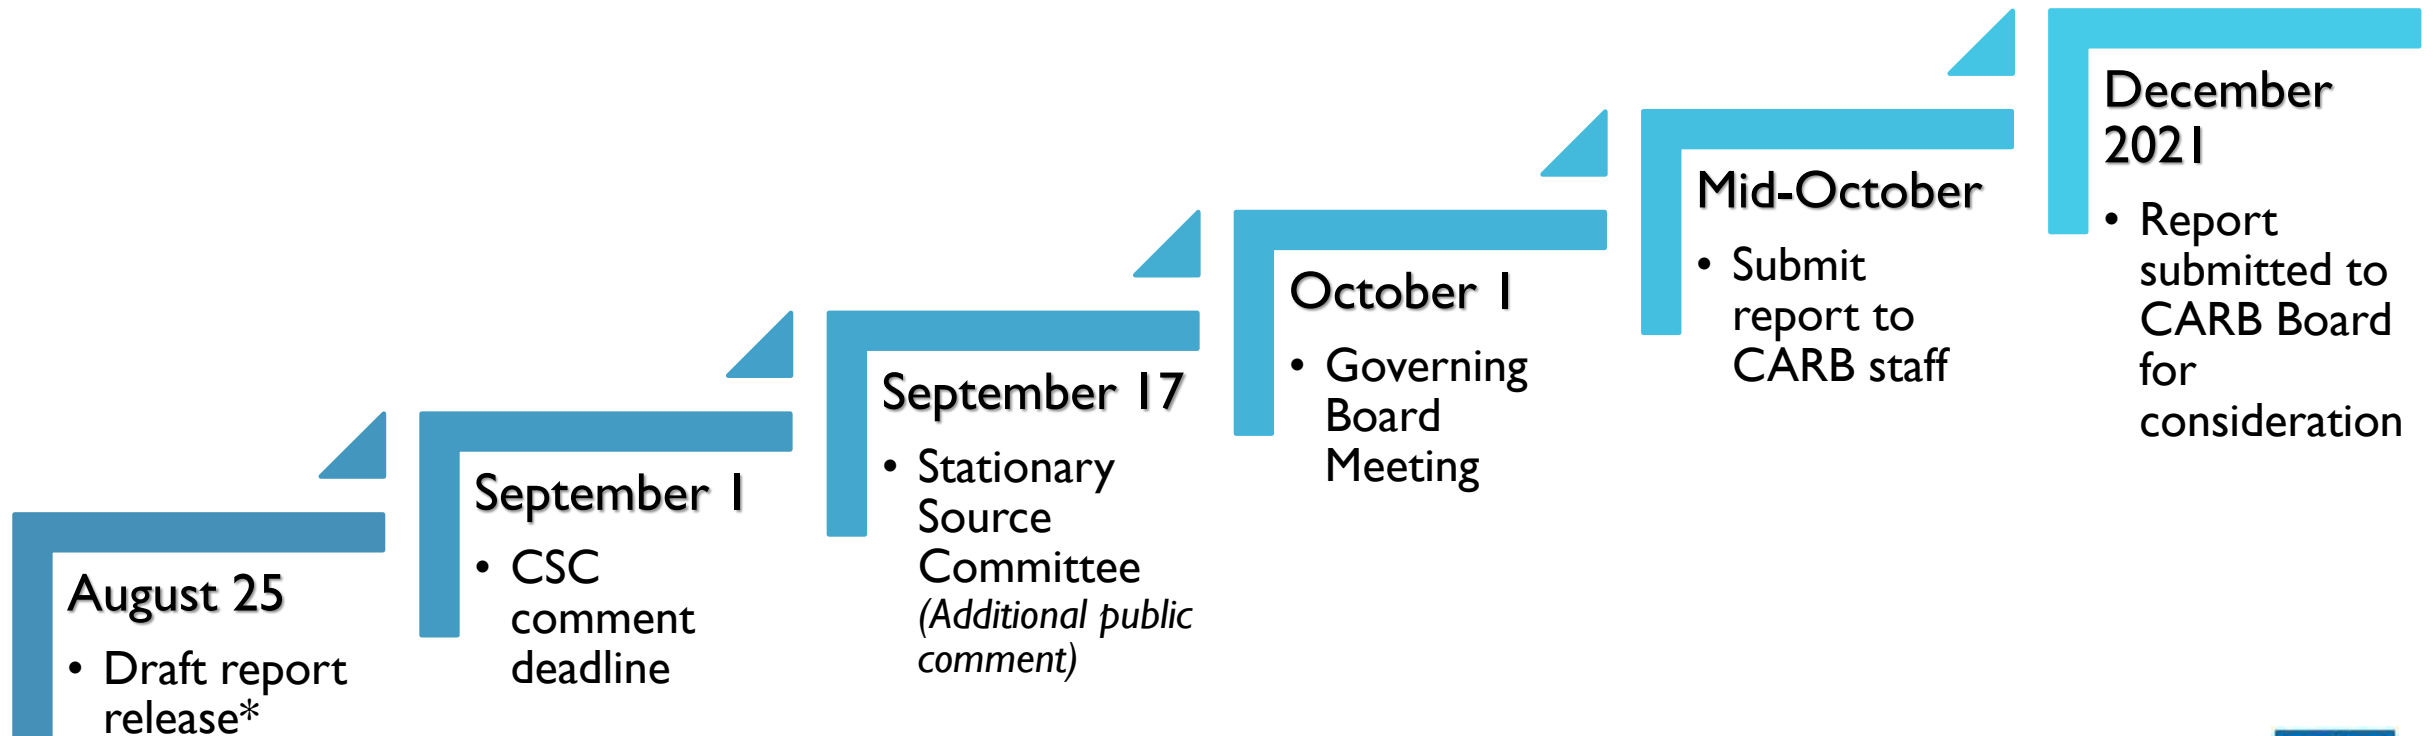 August 25
• Draft report
release*
September 1
• CSC
comment
deadline
September 17
• Stationary
Source
Committee
(Additional public
comment)
October 1
• Governing
Board
Meeting
Mid-October
• Submit
report to
CARB staff
December
2021
• Report
submitted to
CARB Board
for
consideration